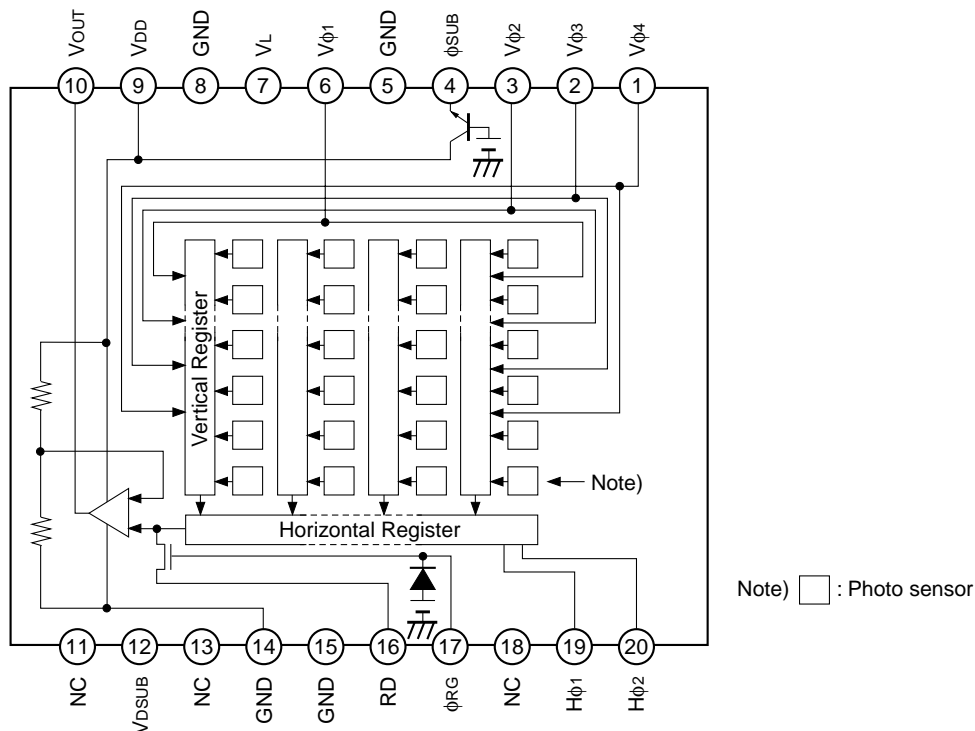 VOUT
VDD
GND
VL
Vϕ1
GND
ϕSUB
Vϕ2
Vϕ3
Vϕ4
10 9 8 7 6 5 4 3 2 1
Vertical Register
Note)
Horizontal Register
Note) : Photo sensor
11 12 13 14 15 16 17 18 19 20
NC
VDSUB
NC
GND
GND
RD
ϕRG
NC
Hϕ1
Hϕ2